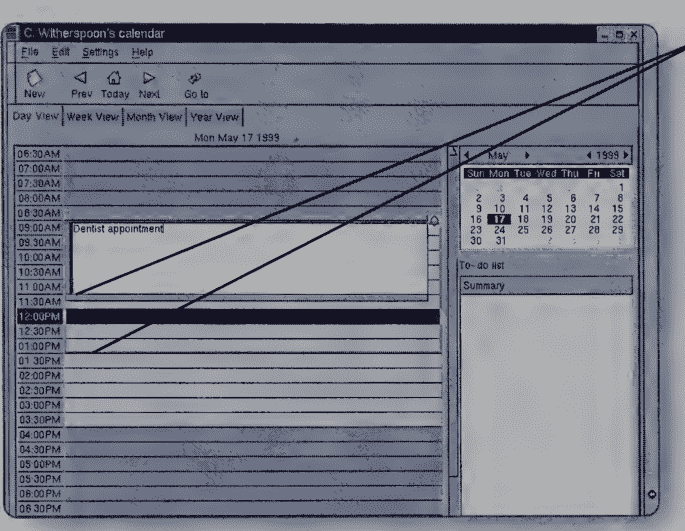 C. Witherspoon's calendar
File Edit Settings Help
New Prev Today Next Go to
Day View Week View Month View Year View
Mon May 17 1999
06:30AM
07:00AM
07:30AM
08:00AM
08:30AM
09:00AM
09:30AM
10:00AM
10:30AM
11:00AM
11:30AM
12:00PM
12:30PM
01:00PM
01:30PM
02:00PM
02:30PM
03:00PM
03:30PM
04:00PM
04:30PM
05:00PM
05:30PM
06:00PM
06:30PM
Dentist appointment
May 1999
Sun Mon Tue Wed Thu Fri Sat
1
2 3 4 5 6 7 8
9 10 11 12 13 14 15
16 17 18 19 20 21 22
23 24 25 26 27 28 29
30 31
To-do list
Summary